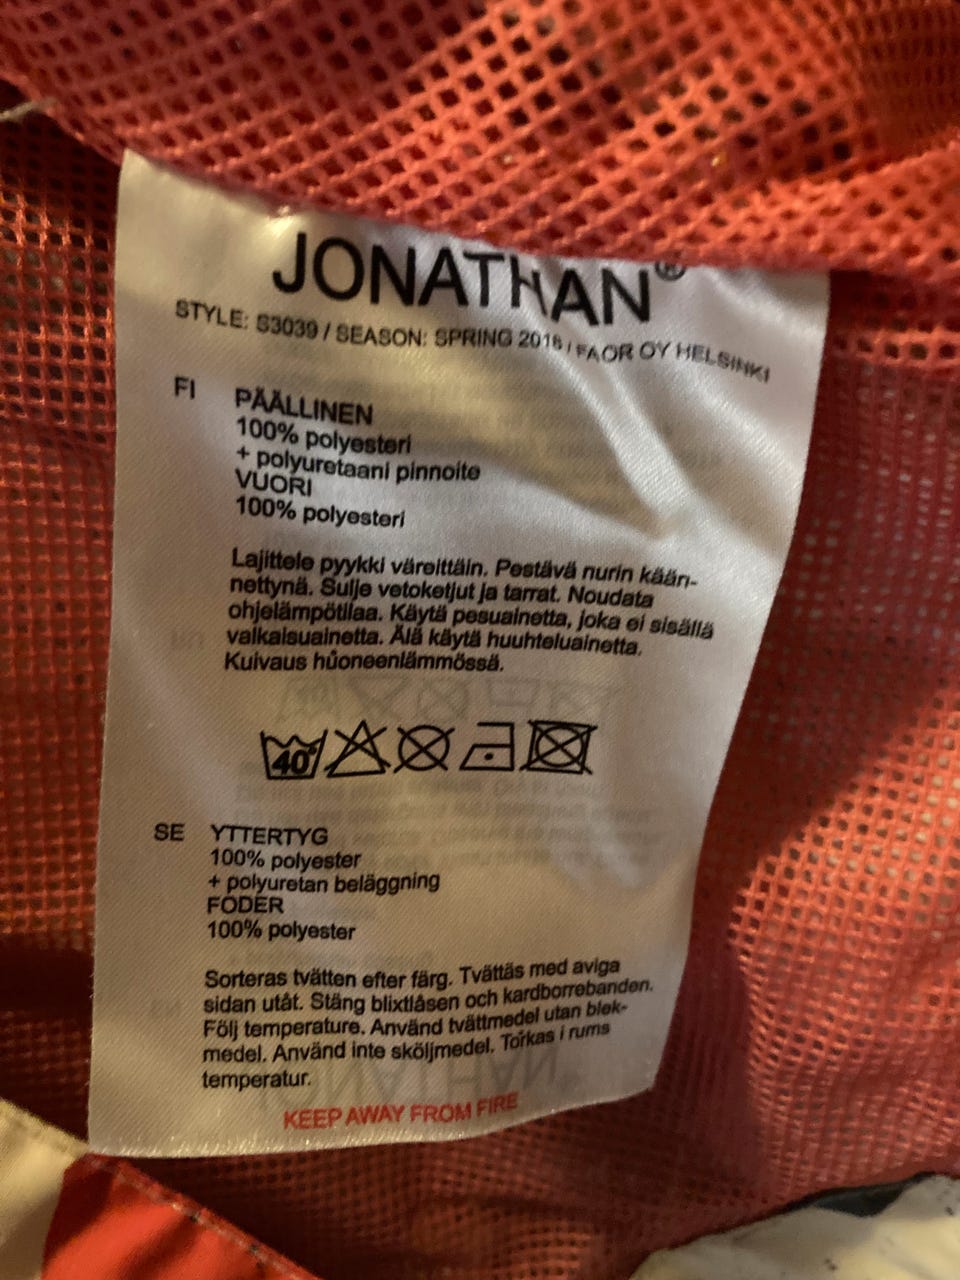 JONATHAN®
STYLE: S3039 / SEASON: SPRING 2018 / FAOR OY HELSINKI
FI PÄÄLLINEN
100% polyesteri
+ polyuretaani pinnoite
VUORI
100% polyesteri
Lajittele pyykki väreittäin. Pestävä nurin kään-
nettynä. Sulje vetoketjut ja tarrat. Noudata
ohjelämpötilaa. Käytä pesuainetta, joka ei sisällä
valkaisuainetta. Älä käytä huuhteluainetta.
Kuivaus huoneenlämmössä.
40°
SE YTTERTYG
100% polyester
+ polyuretan beläggning
FODER
100% polyester
Sorteras tvätten efter färg. Tvättäs med aviga
sidan utåt. Stäng blixtlåsen och kardborrebanden.
Följ temperature. Använd tvättmedel utan blek-
medel. Använd inte sköljmedel. Torkas i rums
temperatur.
KEEP AWAY FROM FIRE